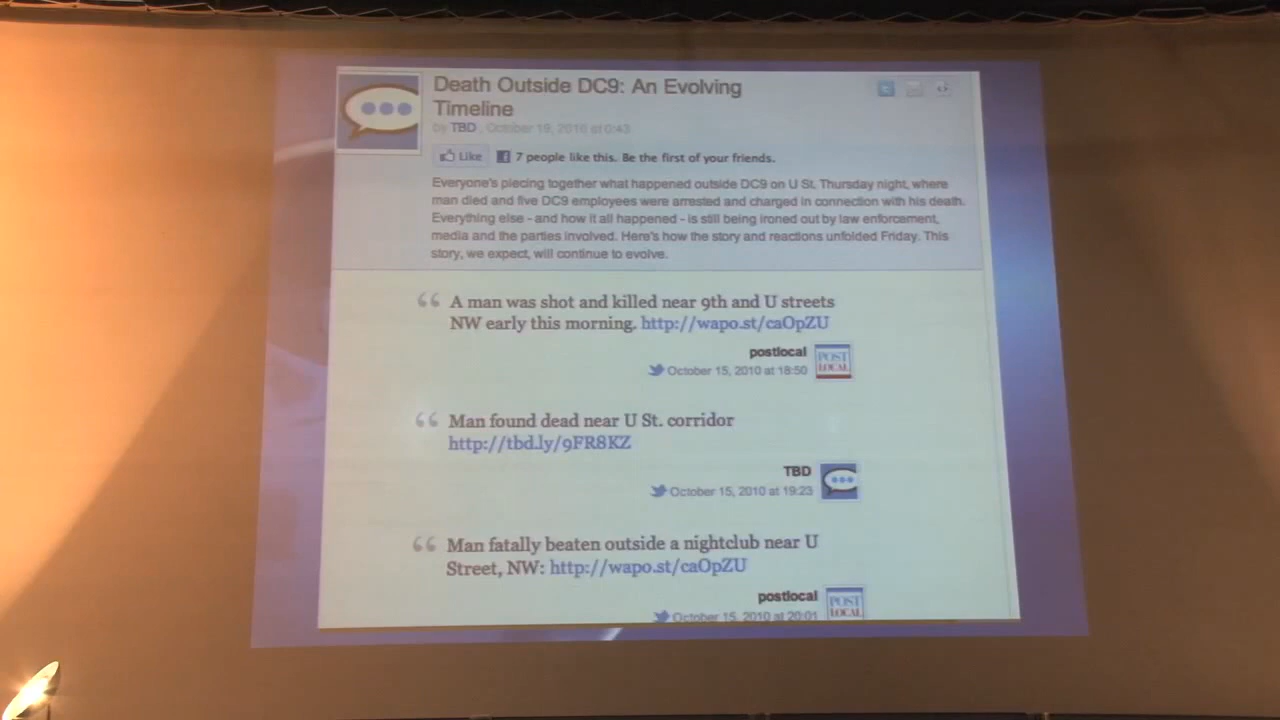 Death Outside DC9: An Evolving
Timeline
by TBD , October 19, 2010 at 0:43
Like 7 people like this. Be the first of your friends.
Everyone's piecing together what happened outside DC9 on U St. Thursday night, where
man died and five DC9 employees were arrested and charged in connection with his death.
Everything else - and how it all happened - is still being ironed out by law enforcement,
media and the parties involved. Here's how the story and reactions unfolded Friday. This
story, we expect, will continue to evolve.
“ A man was shot and killed near 9th and U streets
NW early this morning. http://wapo.st/caOpZU
postlocal
October 15, 2010 at 18:50
POST
LOCAL
“ Man found dead near U St. corridor
http://tbd.ly/9FR8KZ
TBD
October 15, 2010 at 19:23
“ Man fatally beaten outside a nightclub near U
Street, NW: http://wapo.st/caOpZU
postlocal
October 15, 2010 at 20:01
POST
LOCAL